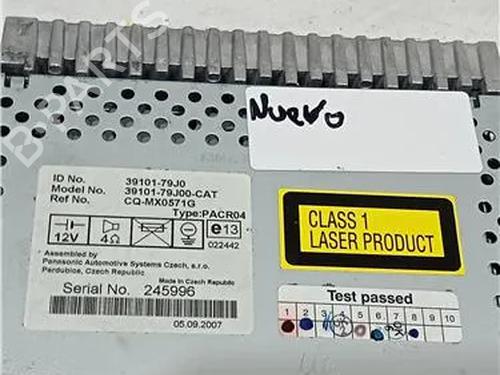 B-PARTS
Nuevo
ID No. 39101-79J0
Model No. 39101-79J00-CAT
Ref No. CQ-MX0571G
Type:PACR04
12V
4Ω
e13
022442
Assembled by
Panasonic Automotive Systems Czech, s.r.o.
Pardubice, Czech Republic
Made in Czech Republic
Serial No. 245996
05.09.2007
CLASS 1
LASER PRODUCT
Test passed
1 2 3 4 5 6 7 8 9 10